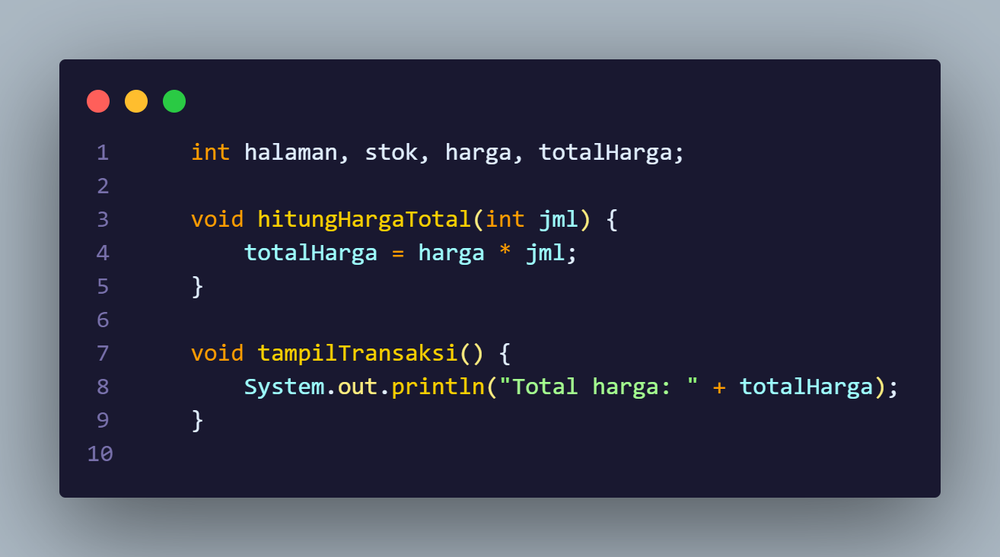 1 int halaman, stok, harga, totalHarga;
2
3 void hitungHargaTotal(int jml) {
4 totalHarga = harga * jml;
5 }
6
7 void tampilTransaksi() {
8 System.out.println("Total harga: " + totalHarga);
9 }
10